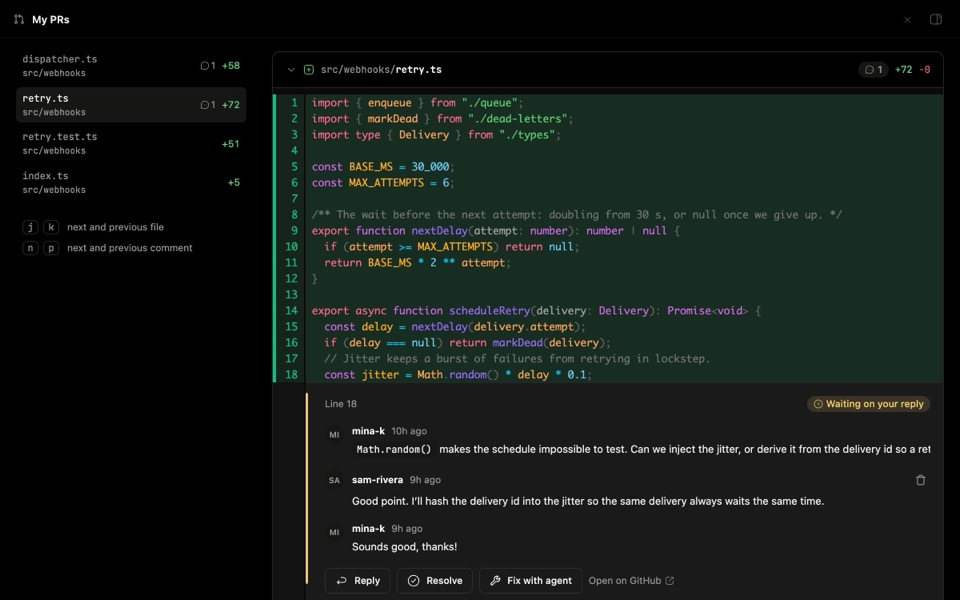 My PRs
dispatcher.ts
src/webhooks
1 +58
retry.ts
src/webhooks
1 +72
retry.test.ts
src/webhooks
+51
index.ts
src/webhooks
+5
j k next and previous file
n p next and previous comment
src/webhooks/retry.ts
1 +72 -0
1 import { enqueue } from "./queue";
2 import { markDead } from "./dead-letters";
3 import type { Delivery } from "./types";
4
5 const BASE_MS = 30_000;
6 const MAX_ATTEMPTS = 6;
7
8 /** The wait before the next attempt: doubling from 30 s, or null once we give up. */
9 export function nextDelay(attempt: number): number | null {
10   if (attempt >= MAX_ATTEMPTS) return null;
11   return BASE_MS * 2 ** attempt;
12 }
13
14 export async function scheduleRetry(delivery: Delivery): Promise<void> {
15   const delay = nextDelay(delivery.attempt);
16   if (delay === null) return markDead(delivery);
17   // Jitter keeps a burst of failures from retrying in lockstep.
18   const jitter = Math.random() * delay * 0.1;
Line 18
Waiting on your reply
MI mina-k 10h ago
Math.random() makes the schedule impossible to test. Can we inject the jitter, or derive it from the delivery id so a ret
SA sam-rivera 9h ago
Good point. I'll hash the delivery id into the jitter so the same delivery always waits the same time.
MI mina-k 9h ago
Sounds good, thanks!
Reply Resolve Fix with agent Open on GitHub